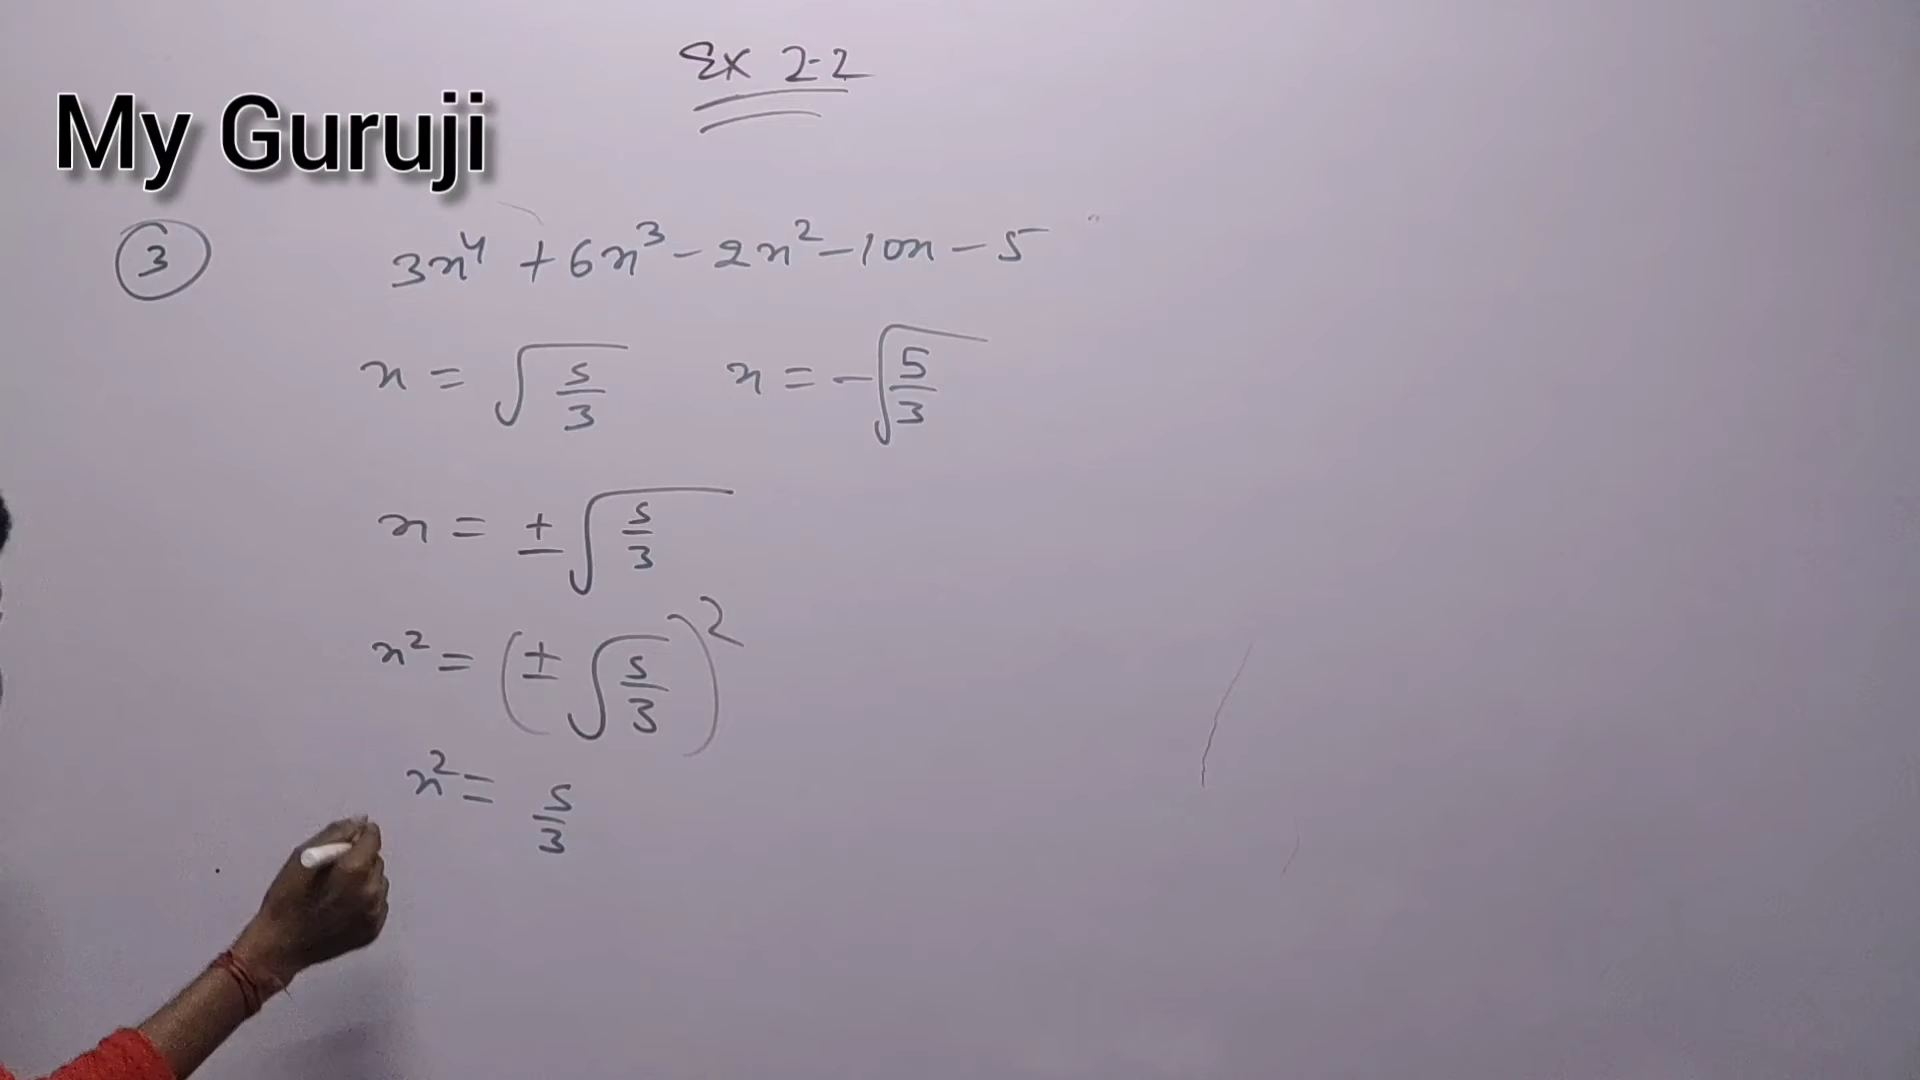 Ex 2.2
My Guruji
③ 3x⁴ + 6x³ - 2x² - 10x - 5
x = √(5/3) x = -√(5/3)
x = ±√(5/3)
x² = (±√(5/3))²
x² = 5/3